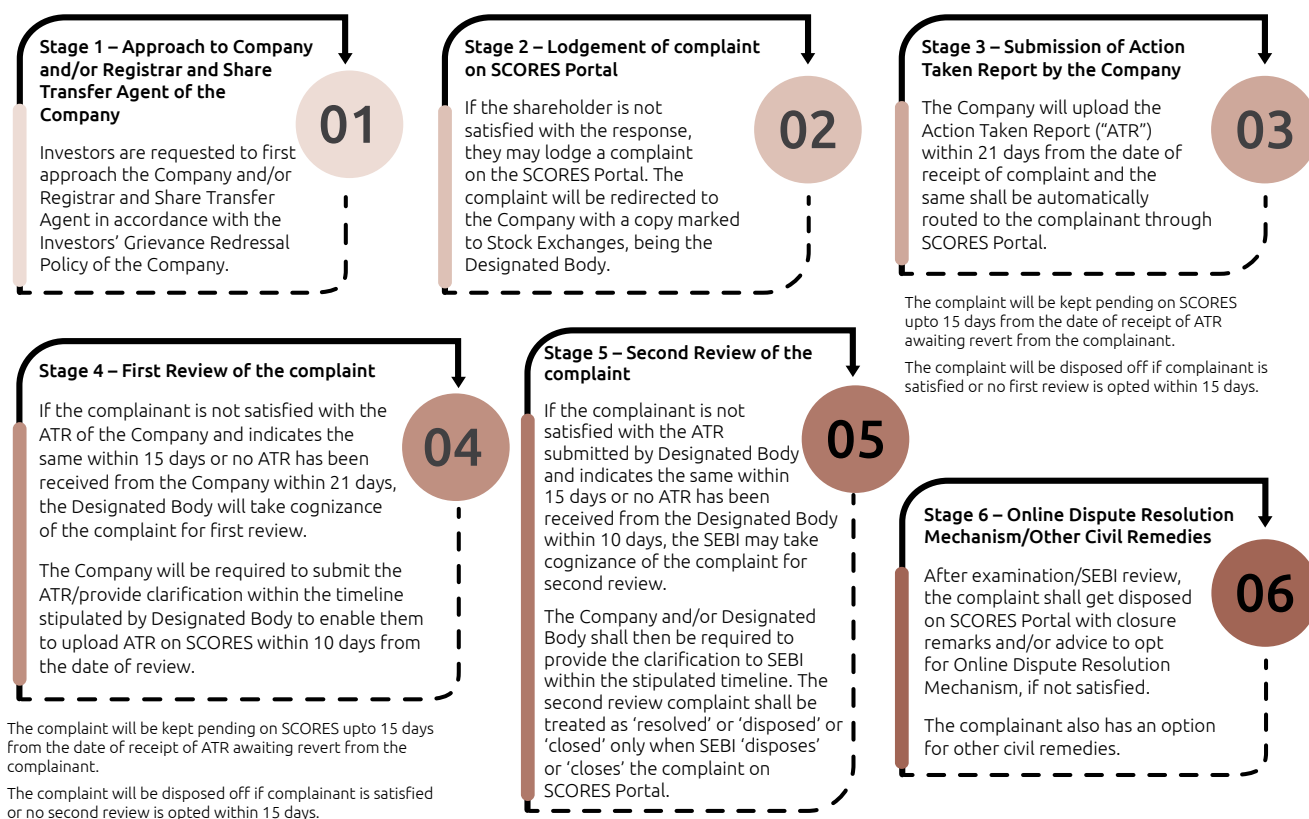 Stage 1 – Approach to Company
and/or Registrar and Share
Transfer Agent of the
Company
01
Investors are requested to first
approach the Company and/or
Registrar and Share Transfer
Agent in accordance with the
Investors’ Grievance Redressal
Policy of the Company.
Stage 2 – Lodgement of complaint
on SCORES Portal
02
If the shareholder is not
satisfied with the response,
they may lodge a complaint
on the SCORES Portal. The
complaint will be redirected to
the Company with a copy marked
to Stock Exchanges, being the
Designated Body.
Stage 3 – Submission of Action
Taken Report by the Company
03
The Company will upload the
Action Taken Report (“ATR”)
within 21 days from the date of
receipt of complaint and the
same shall be automatically
routed to the complainant through
SCORES Portal.
The complaint will be kept pending on SCORES
upto 15 days from the date of receipt of ATR
awaiting revert from the complainant.
The complaint will be disposed off if complainant is
satisfied or no first review is opted within 15 days.
Stage 4 – First Review of the complaint
04
If the complainant is not satisfied with the
ATR of the Company and indicates the
same within 15 days or no ATR has been
received from the Company within 21 days,
the Designated Body will take cognizance
of the complaint for first review.
The Company will be required to submit the
ATR/provide clarification within the timeline
stipulated by Designated Body to enable them
to upload ATR on SCORES within 10 days from
the date of review.
The complaint will be kept pending on SCORES upto 15 days
from the date of receipt of ATR awaiting revert from the
complainant.
The complaint will be disposed off if complainant is satisfied
or no second review is opted within 15 days.
Stage 5 – Second Review of the
complaint
05
If the complainant is not
satisfied with the ATR
submitted by Designated Body
and indicates the same within
15 days or no ATR has been
received from the Designated Body
within 10 days, the SEBI may take
cognizance of the complaint for
second review.
The Company and/or Designated
Body shall then be required to
provide the clarification to SEBI
within the stipulated timeline. The
second review complaint shall be
treated as ‘resolved’ or ‘disposed’ or
‘closed’ only when SEBI ‘disposes’
or ‘closes’ the complaint on
SCORES Portal.
Stage 6 – Online Dispute Resolution
Mechanism/Other Civil Remedies
06
After examination/SEBI review,
the complaint shall get disposed
on SCORES Portal with closure
remarks and/or advice to opt
for Online Dispute Resolution
Mechanism, if not satisfied.
The complainant also has an option
for other civil remedies.